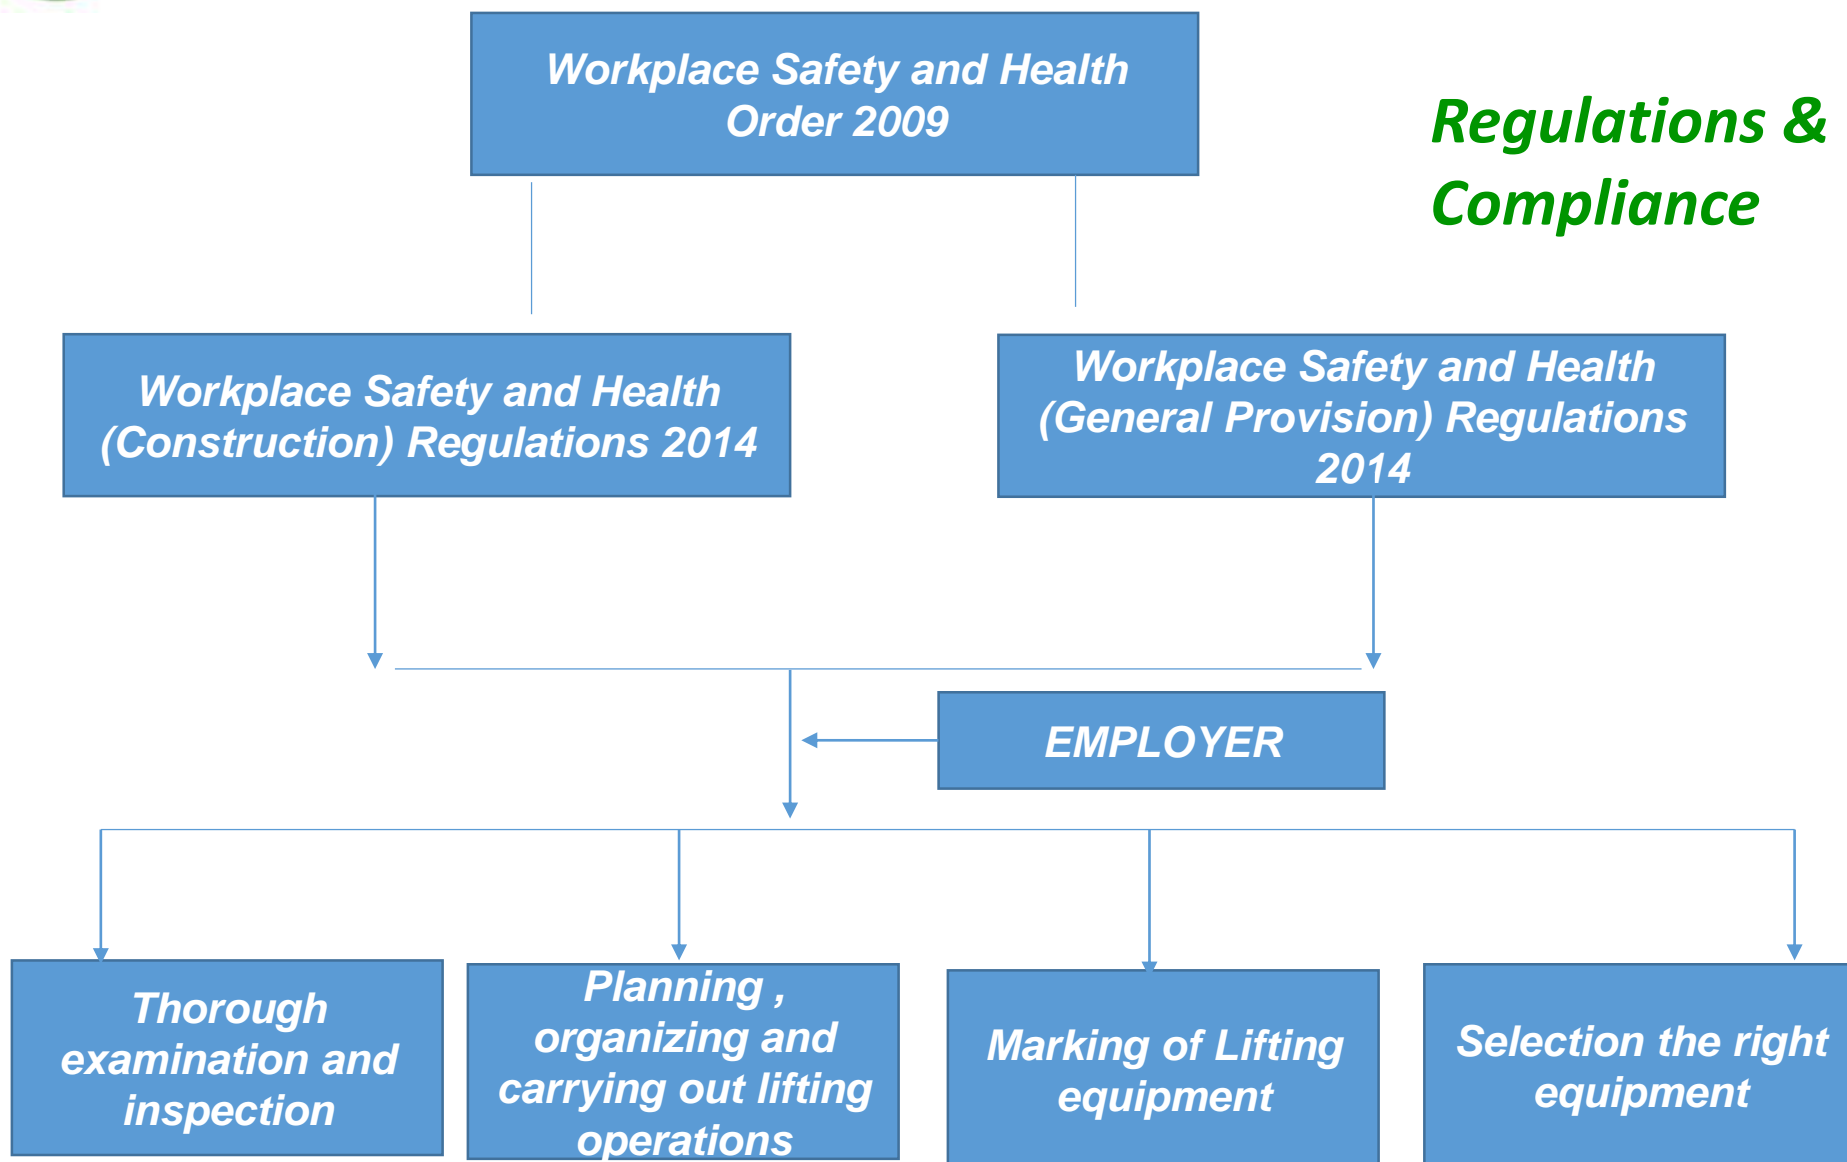 Workplace Safety and Health
Order 2009
Regulations &
Compliance
Workplace Safety and Health
(Construction) Regulations 2014
Workplace Safety and Health
(General Provision) Regulations
2014
EMPLOYER
Thorough
examination and
inspection
Planning ,
organizing and
carrying out lifting
operations
Marking of Lifting
equipment
Selection the right
equipment